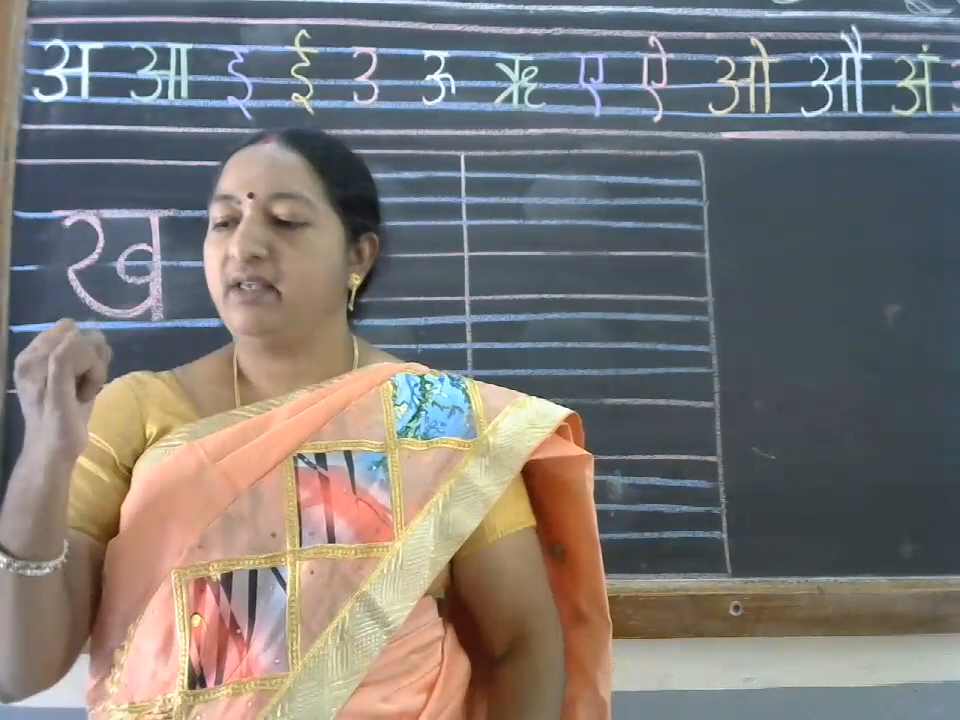 अ आ इ ई उ ऊ ऋ ए ऐ ओ औ अं
ख